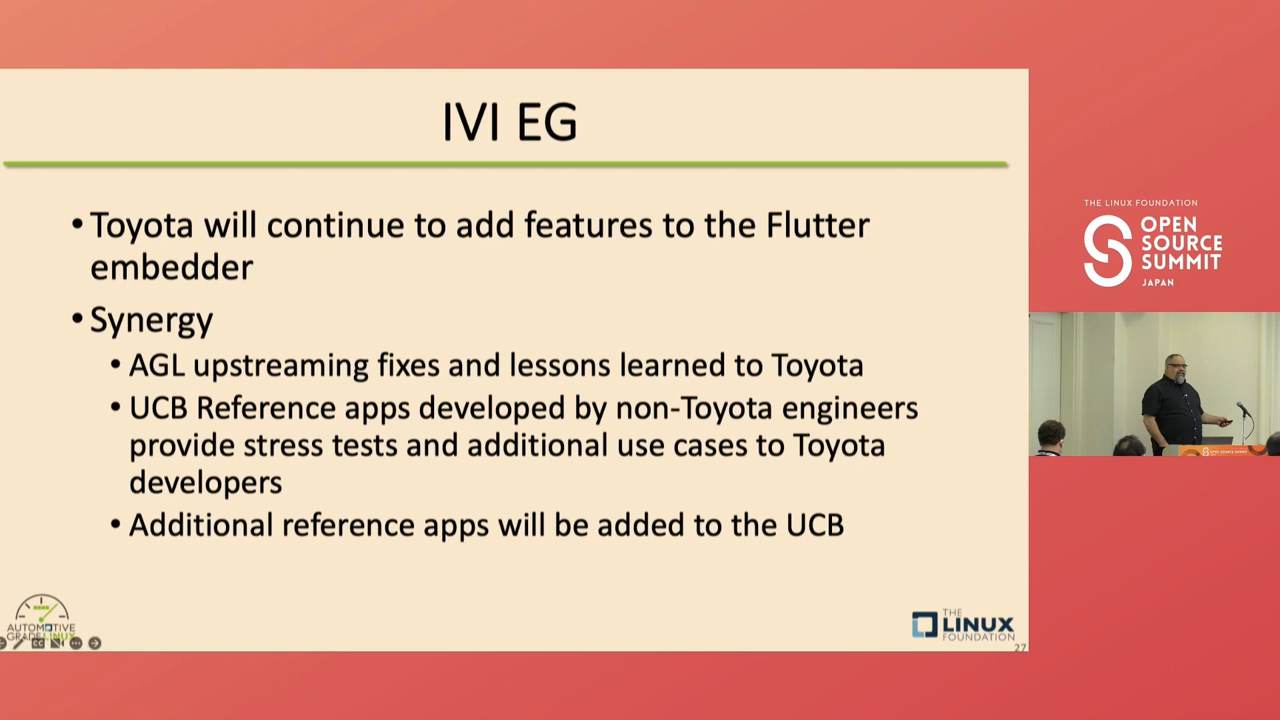 IVI EG
• Toyota will continue to add features to the Flutter
embedder
• Synergy
• AGL upstreaming fixes and lessons learned to Toyota
• UCB Reference apps developed by non-Toyota engineers
provide stress tests and additional use cases to Toyota
developers
• Additional reference apps will be added to the UCB
AUTOMOTIVE
GRADE LINUX
CC
THE
LINUX
FOUNDATION
27
THE LINUX FOUNDATION
OPEN
SOURCE
SUMMIT
JAPAN